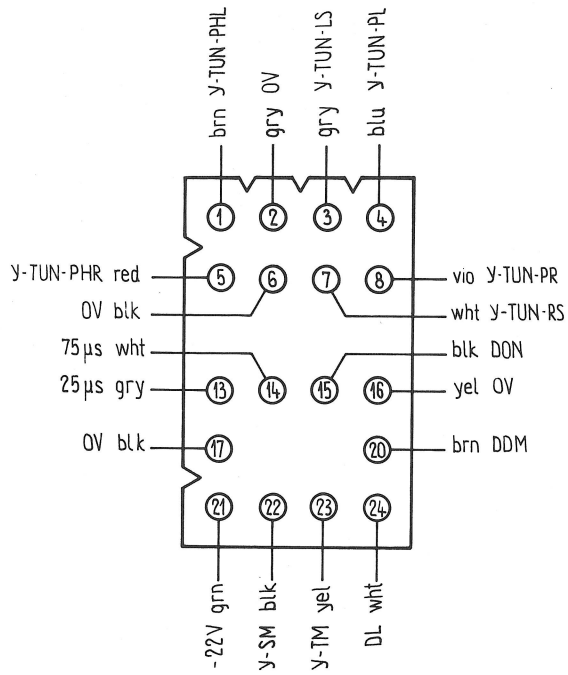 brn Y-TUN-PHL
gry 0V
gry Y-TUN-LS
blu Y-TUN-PL
1
2
3
4
Y-TUN-PHR red
5
6
7
8
vio Y-TUN-PR
0V blk
wht Y-TUN-RS
75µs wht
blk DON
25µs gry
13
14
15
16
yel 0V
0V blk
17
20
brn DDM
21
22
23
24
-22V grn
Y-SM blk
Y-TM yel
DL wht